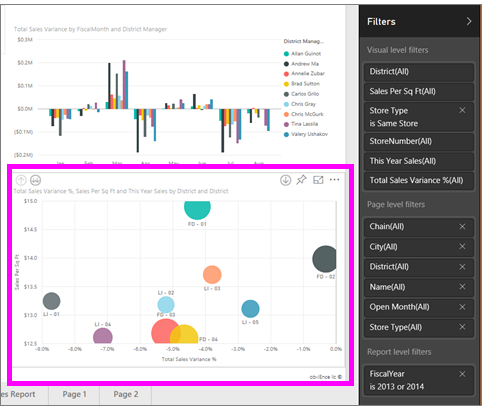 Total Sales Variance by FiscalMonth and District Manager
$0.3M
$0.2M
$0.1M
$0.0M
($0.1M)
($0.2M)
District Manag...
Allan Guinot
Andrew Ma
Annelie Zubar
Brad Sutton
Carlos Grilo
Chris Gray
Chris McGurk
Tina Lassila
Valery Ushakov
Total Sales Variance %, Sales Per Sq Ft and This Year Sales by District and District
Sales Per Sq Ft
$15.0
$14.5
$14.0
$13.5
$13.0
$12.5
FD - 01
FD - 02
LI - 03
LI - 02
FD - 03
LI - 01
LI - 04
LI - 05
FD - 04
-8.0%
-7.0%
-6.0%
-5.0%
-4.0%
-3.0%
-2.0%
-1.0%
0.0%
Total Sales Variance %
obviEnce llc ©
es Report
Page 1
Page 2
Filters
Visual level filters
District(All)
Sales Per Sq Ft(All)
Store Type
is Same Store
StoreNumber(All)
This Year Sales(All)
Total Sales Variance %(All)
Page level filters
Chain(All)
City(All)
District(All)
Name(All)
Open Month(All)
Store Type(All)
Report level filters
FiscalYear
is 2013 or 2014